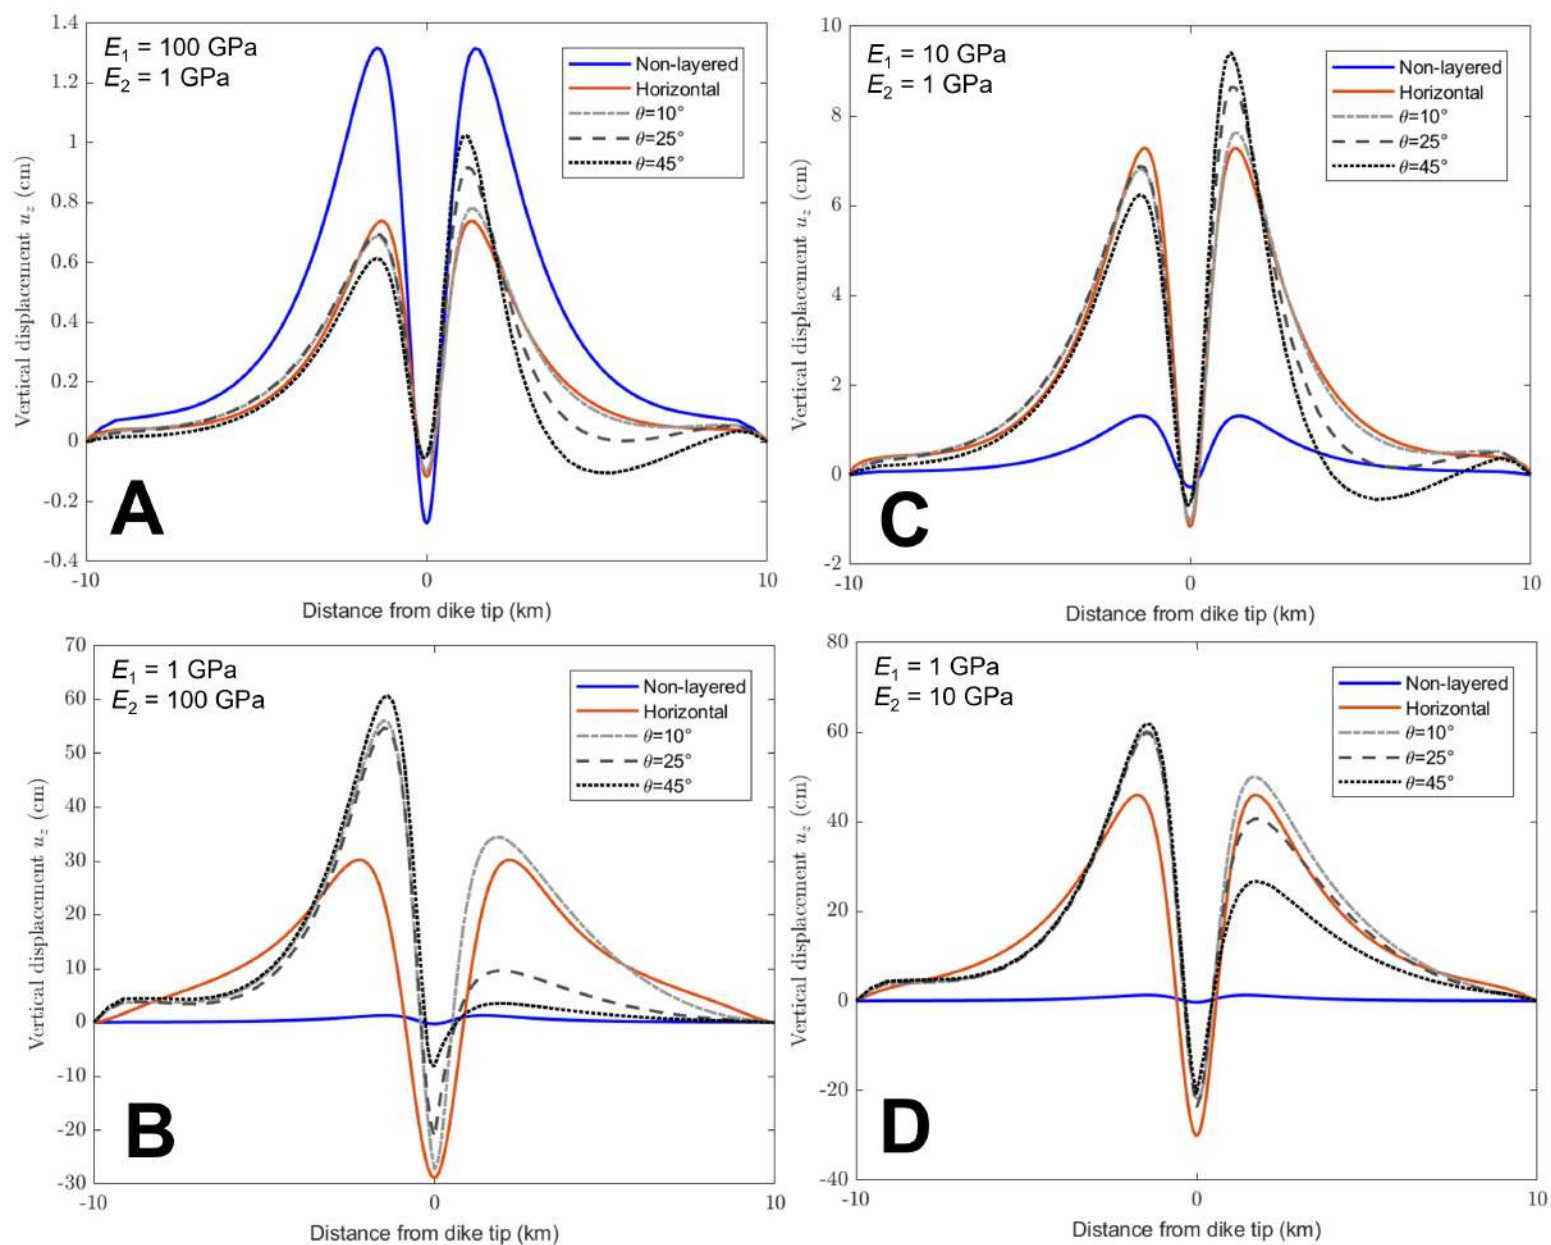 E₁ = 100 GPa
E₂ = 1 GPa
Non-layered
Horizontal
θ=10°
θ=25°
θ=45°
1.4
1.2
1
0.8
0.6
0.4
0.2
0
-0.2
-0.4
Vertical displacement u_z (cm)
A
-10
0
10
Distance from dike tip (km)
E₁ = 10 GPa
E₂ = 1 GPa
Non-layered
Horizontal
θ=10°
θ=25°
θ=45°
10
8
6
4
2
0
-2
Vertical displacement u_z (cm)
C
-10
0
10
Distance from dike tip (km)
E₁ = 1 GPa
E₂ = 100 GPa
Non-layered
Horizontal
θ=10°
θ=25°
θ=45°
70
60
50
40
30
20
10
0
-10
-20
-30
Vertical displacement u_z (cm)
B
-10
0
10
Distance from dike tip (km)
E₁ = 1 GPa
E₂ = 10 GPa
Non-layered
Horizontal
θ=10°
θ=25°
θ=45°
80
60
40
20
0
-20
-40
Vertical displacement u_z (cm)
D
-10
0
10
Distance from dike tip (km)